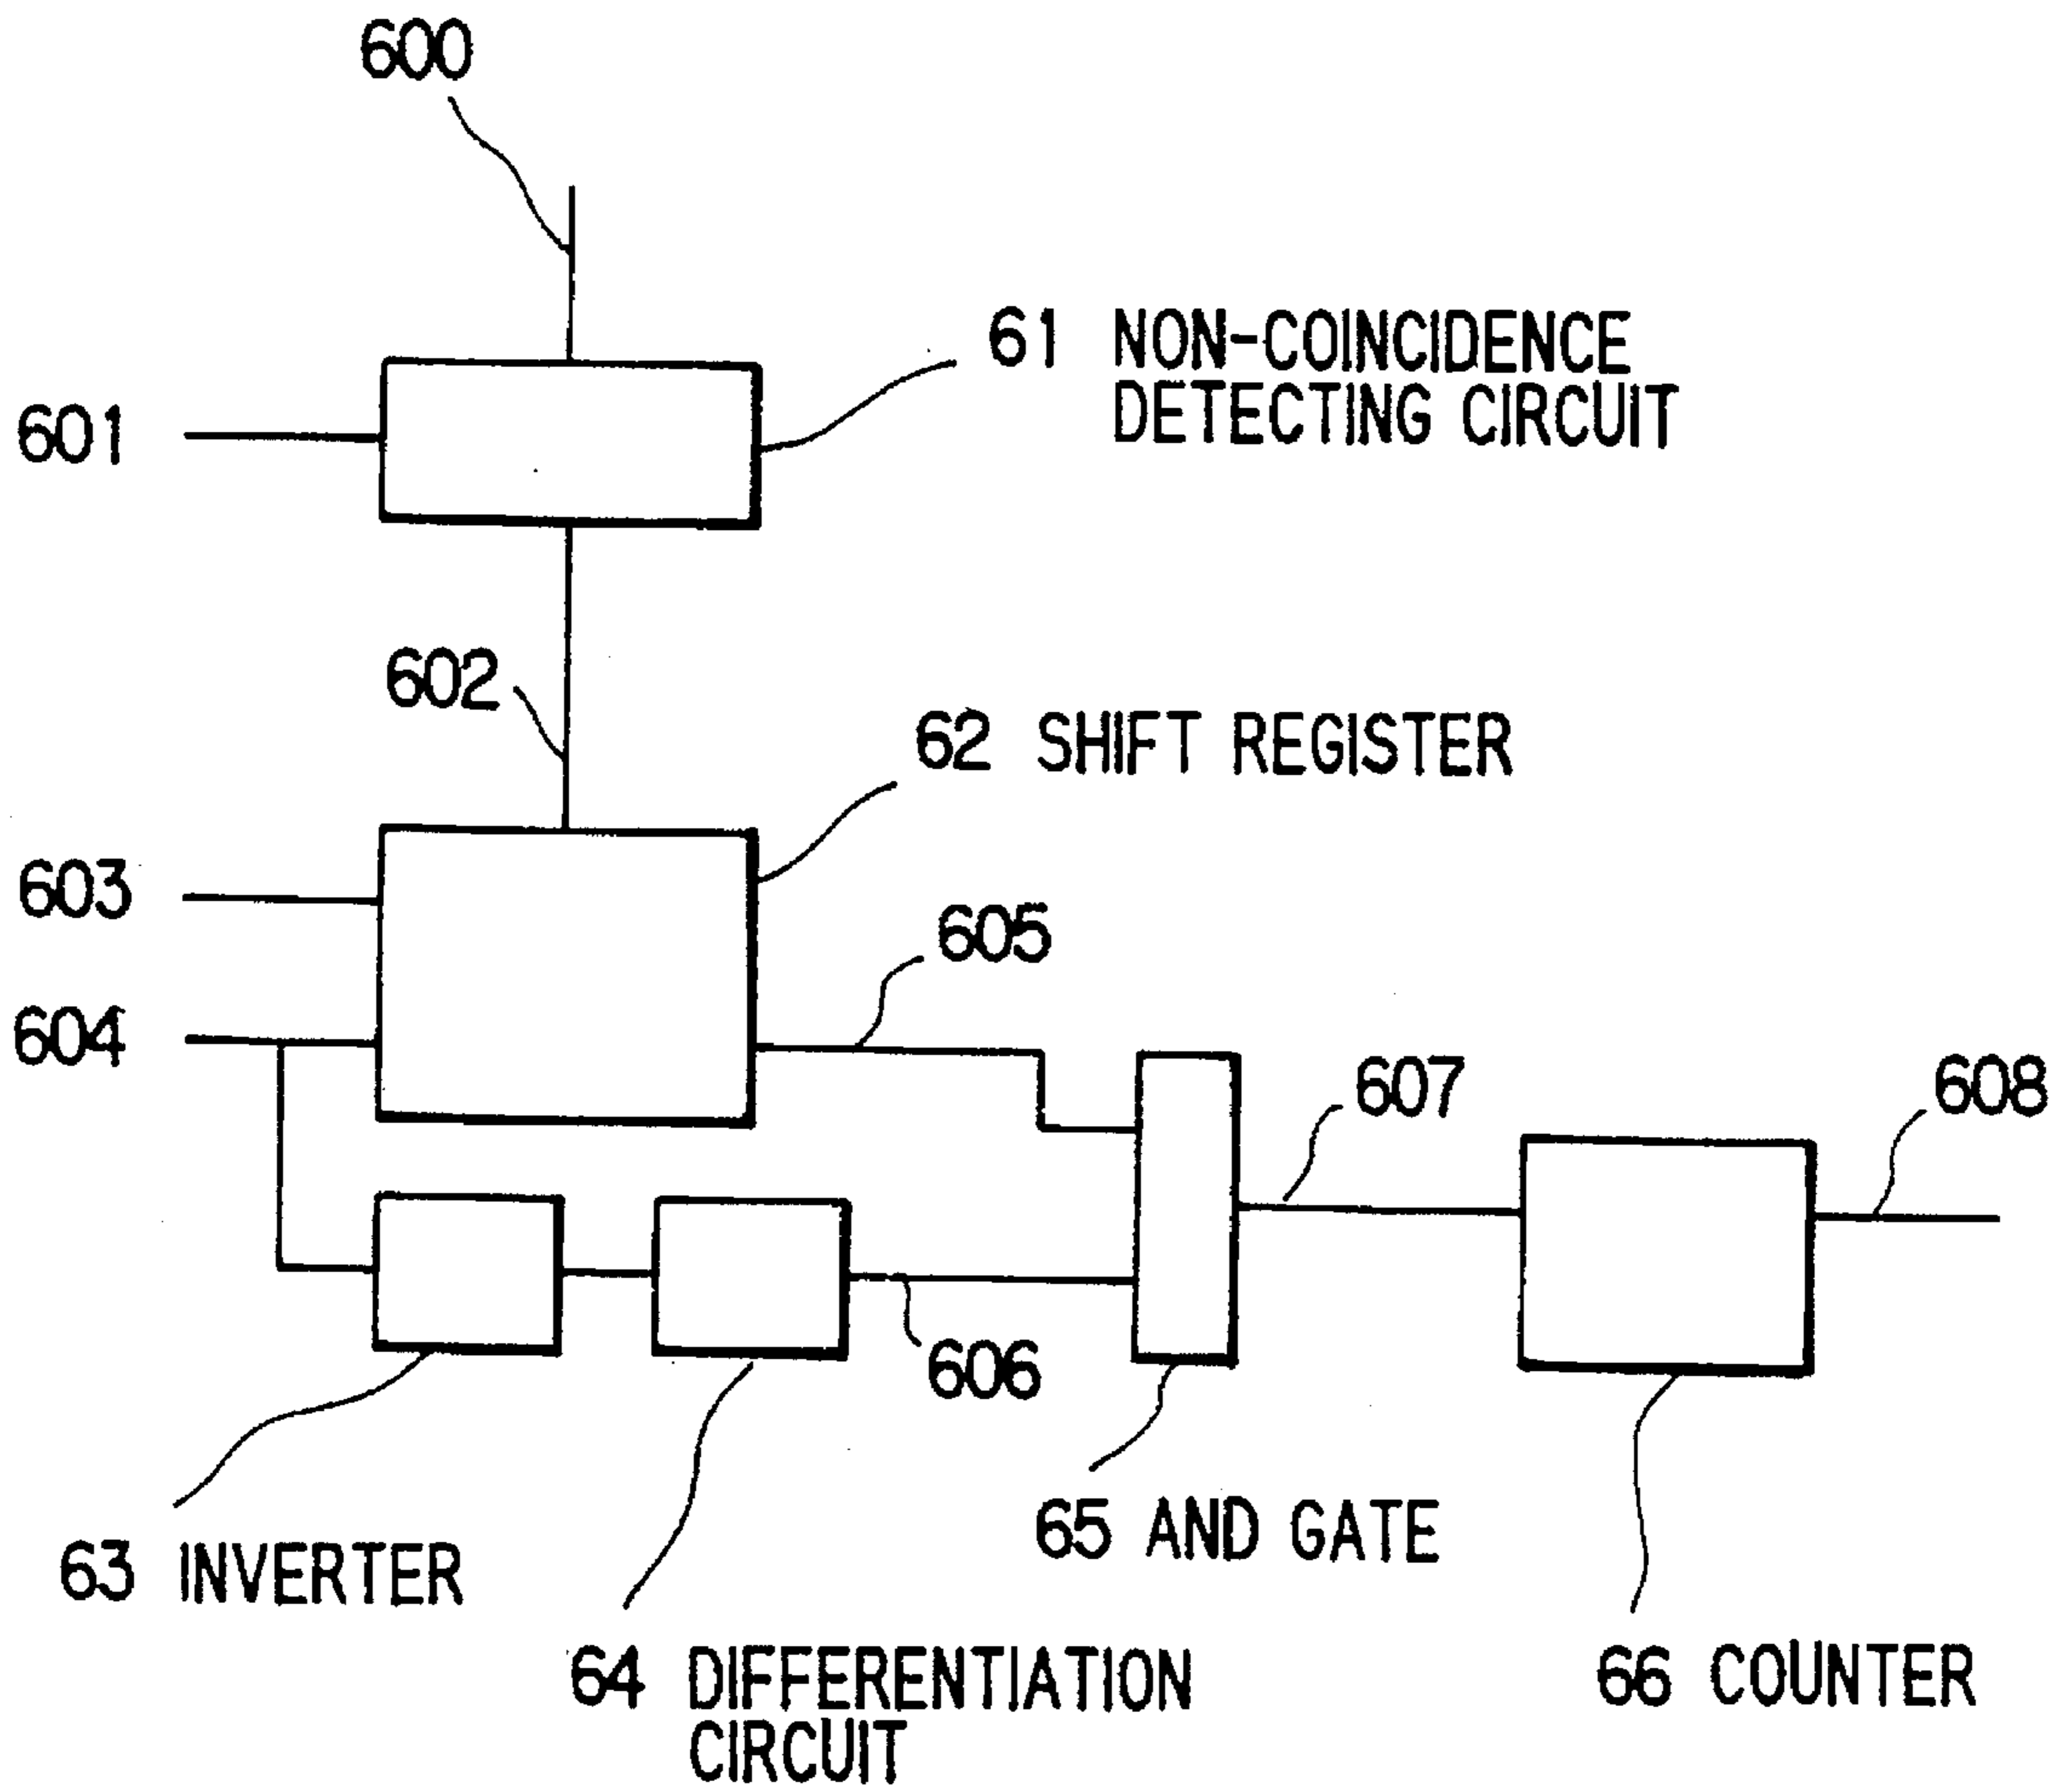 600
61 NON-COINCIDENCE
DETECTING CIRCUIT
601
602
62 SHIFT REGISTER
603
605
604
607
608
606
65 AND GATE
63 INVERTER
64 DIFFERENTIATION
CIRCUIT
66 COUNTER